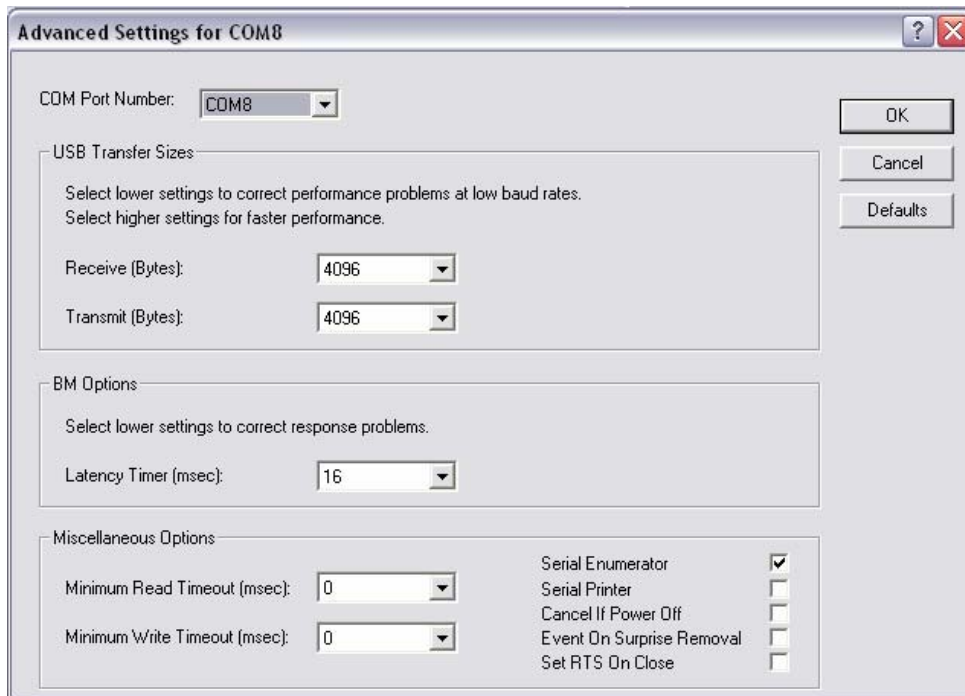 Advanced Settings for COM8
?
COM Port Number: COM8
OK
Cancel
Defaults
USB Transfer Sizes
Select lower settings to correct performance problems at low baud rates.
Select higher settings for faster performance.
Receive (Bytes): 4096
Transmit (Bytes): 4096
BM Options
Select lower settings to correct response problems.
Latency Timer (msec): 16
Miscellaneous Options
Minimum Read Timeout (msec): 0
Minimum Write Timeout (msec): 0
Serial Enumerator
Serial Printer
Cancel If Power Off
Event On Surprise Removal
Set RTS On Close